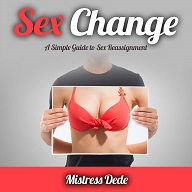 Sex Change
A Simple Guide to Sex Reassignment
Mistress Dede